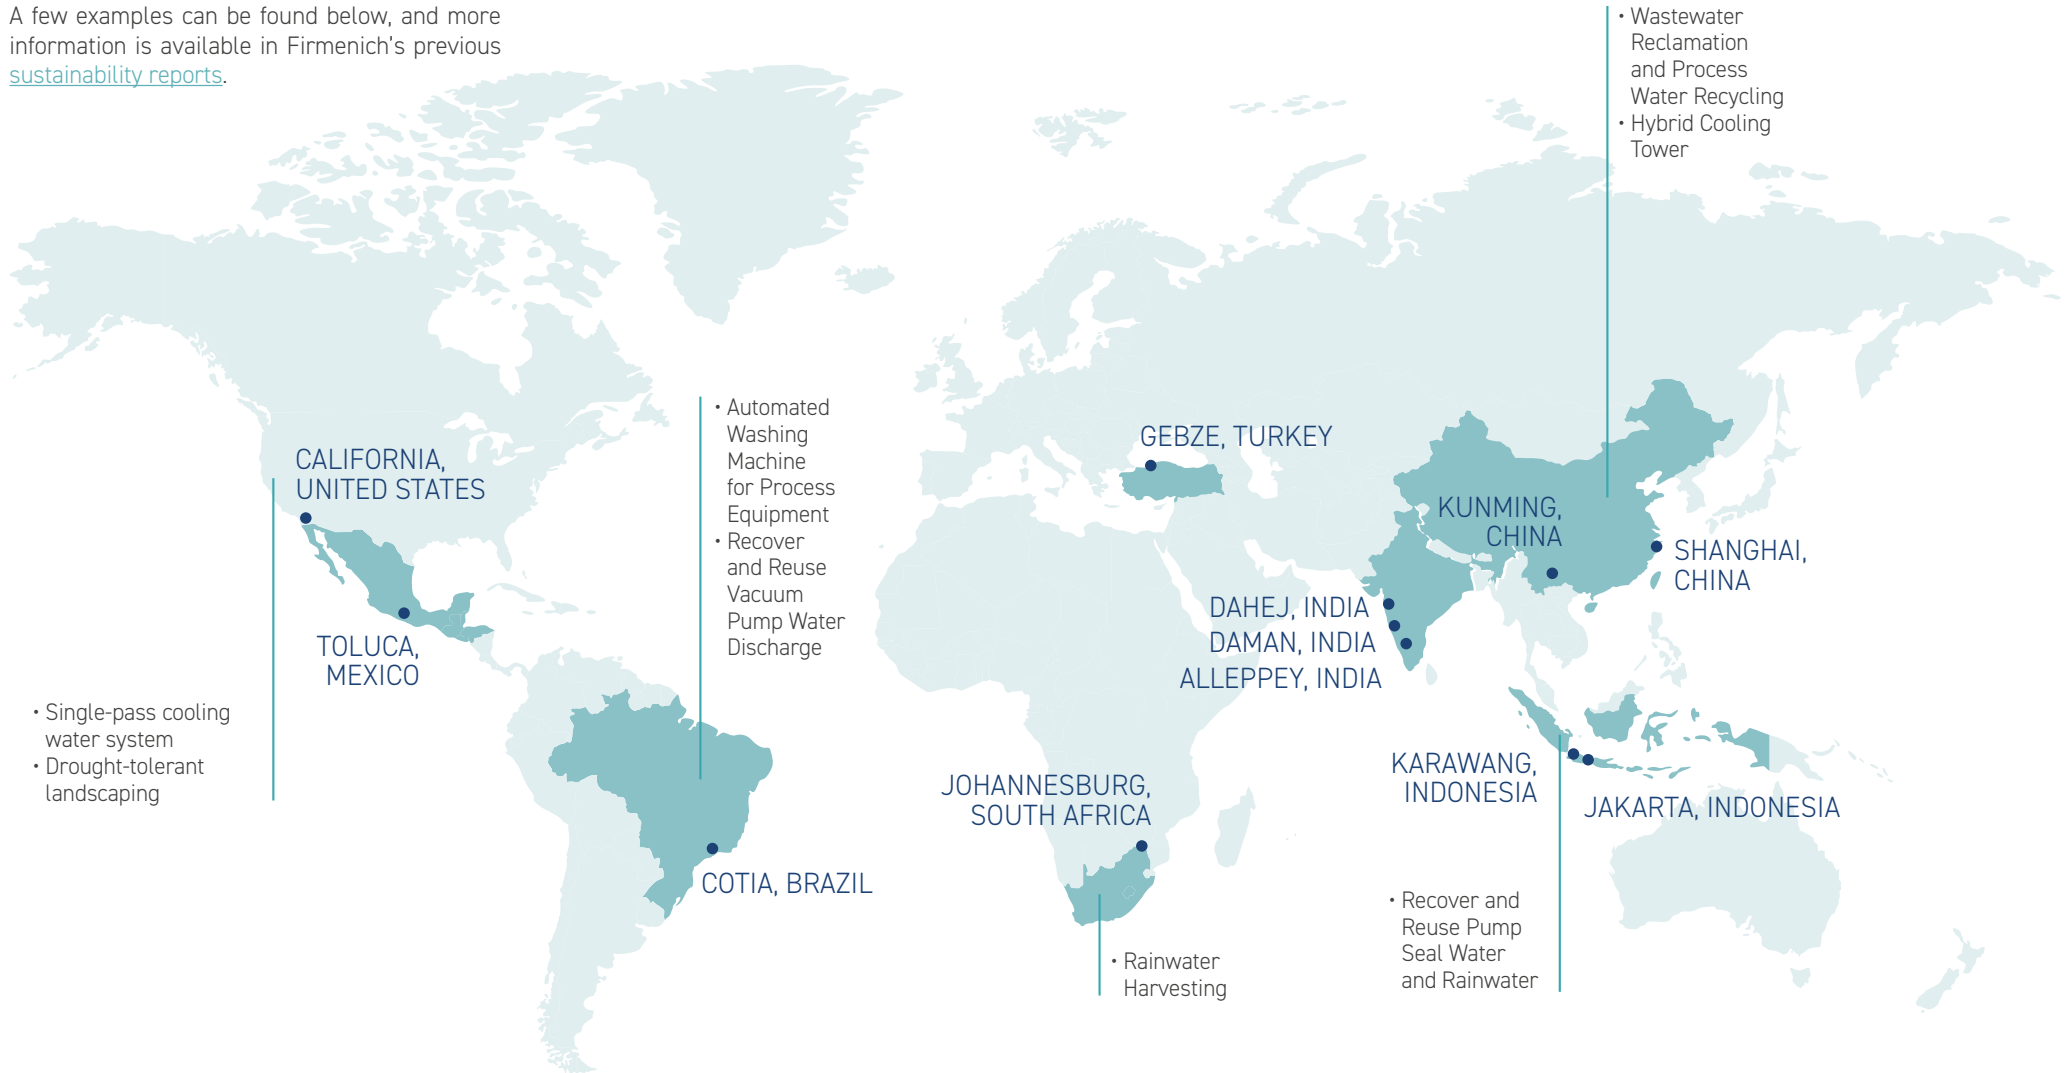 A few examples can be found below, and more
information is available in Firmenich's previous
sustainability reports.
• Wastewater
Reclamation
and Process
Water Recycling
• Hybrid Cooling
Tower
• Automated
Washing
Machine
for Process
Equipment
• Recover
and Reuse
Vacuum
Pump Water
Discharge
CALIFORNIA,
UNITED STATES
TOLUCA,
MEXICO
• Single-pass cooling
water system
• Drought-tolerant
landscaping
COTIA, BRAZIL
GEBZE, TURKEY
KUNMING,
CHINA
SHANGHAI,
CHINA
DAHEJ, INDIA
DAMAN, INDIA
ALLEPPEY, INDIA
JOHANNESBURG,
SOUTH AFRICA
• Rainwater
Harvesting
KARAWANG,
INDONESIA
JAKARTA, INDONESIA
• Recover and
Reuse Pump
Seal Water
and Rainwater